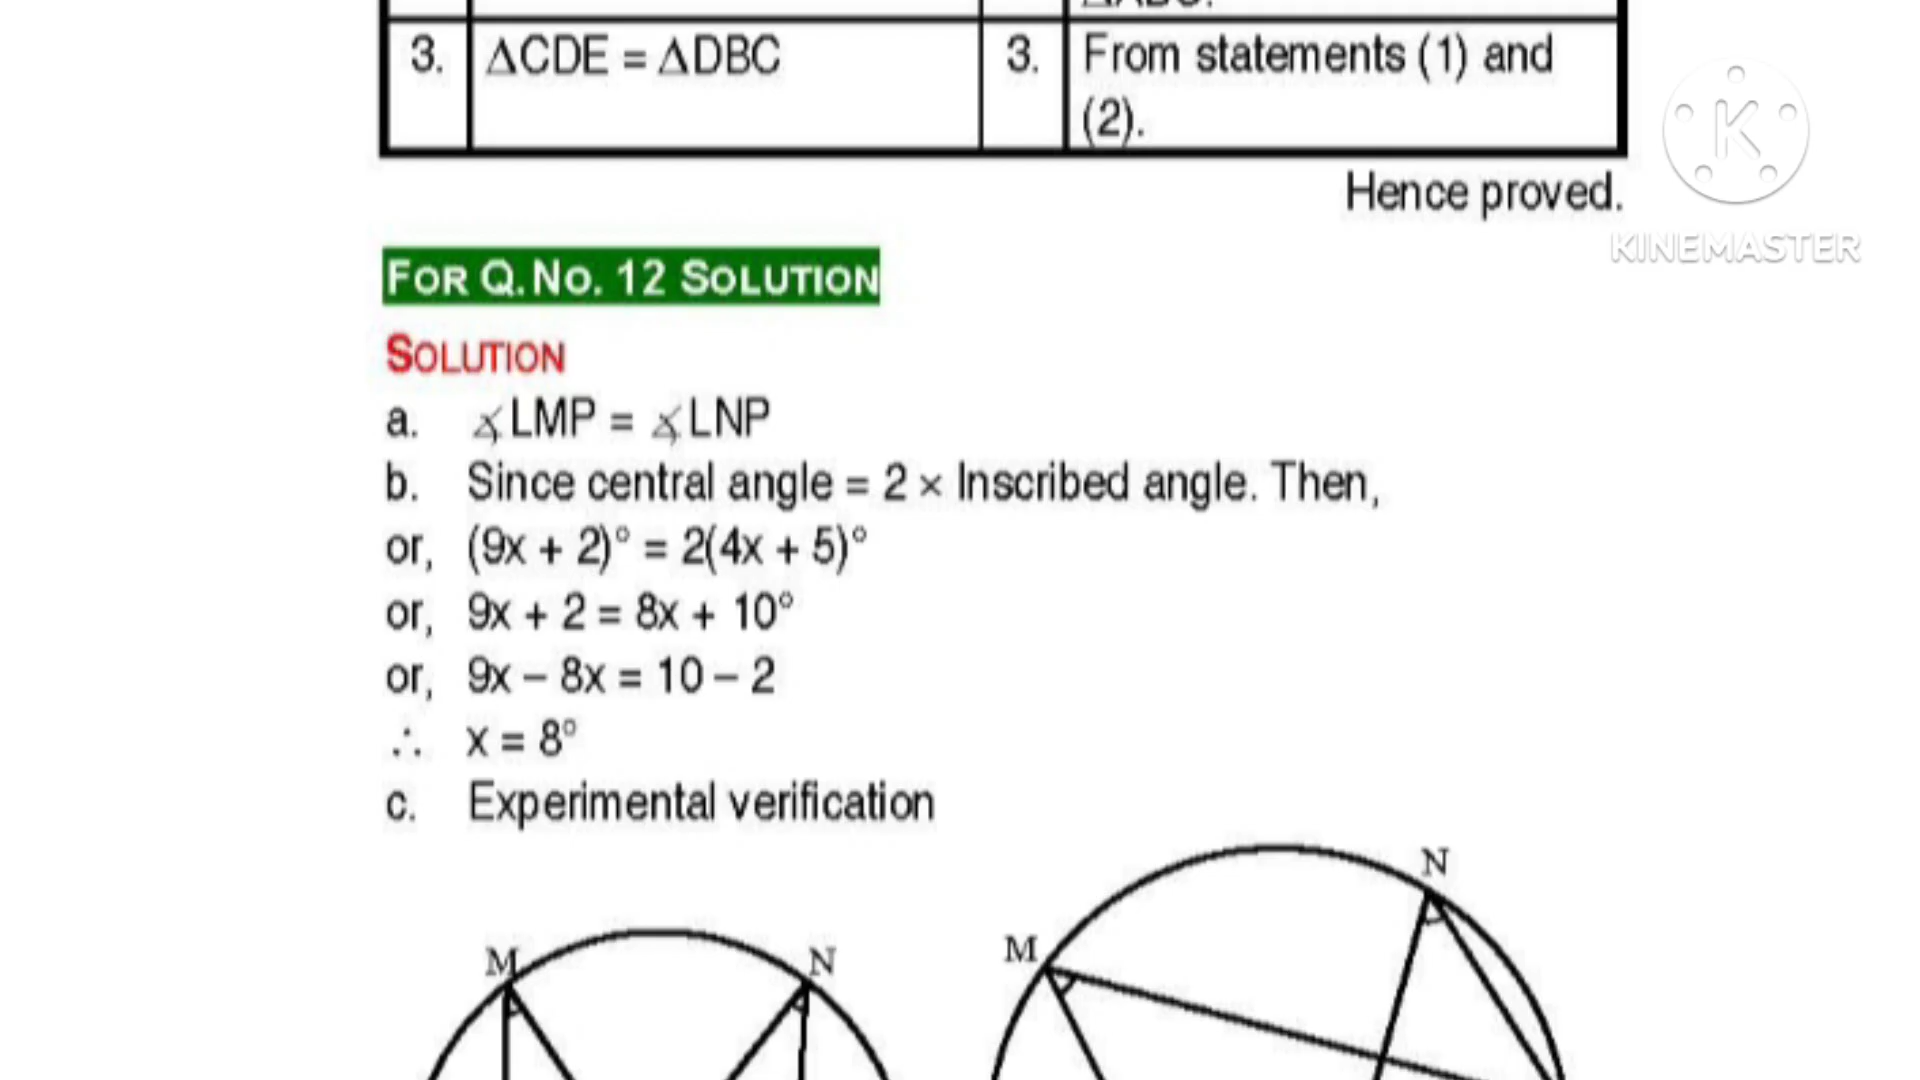 ΔABC.
3. ΔCDE = ΔDBC 3. From statements (1) and
(2).
Hence proved.
KINEMASTER
FOR Q. NO. 12 SOLUTION
SOLUTION
a. ∡LMP = ∡LNP
b. Since central angle = 2 × Inscribed angle. Then,
or, (9x + 2)° = 2(4x + 5)°
or, 9x + 2 = 8x + 10°
or, 9x – 8x = 10 – 2
∴ x = 8°
c. Experimental verification
N
M
M N